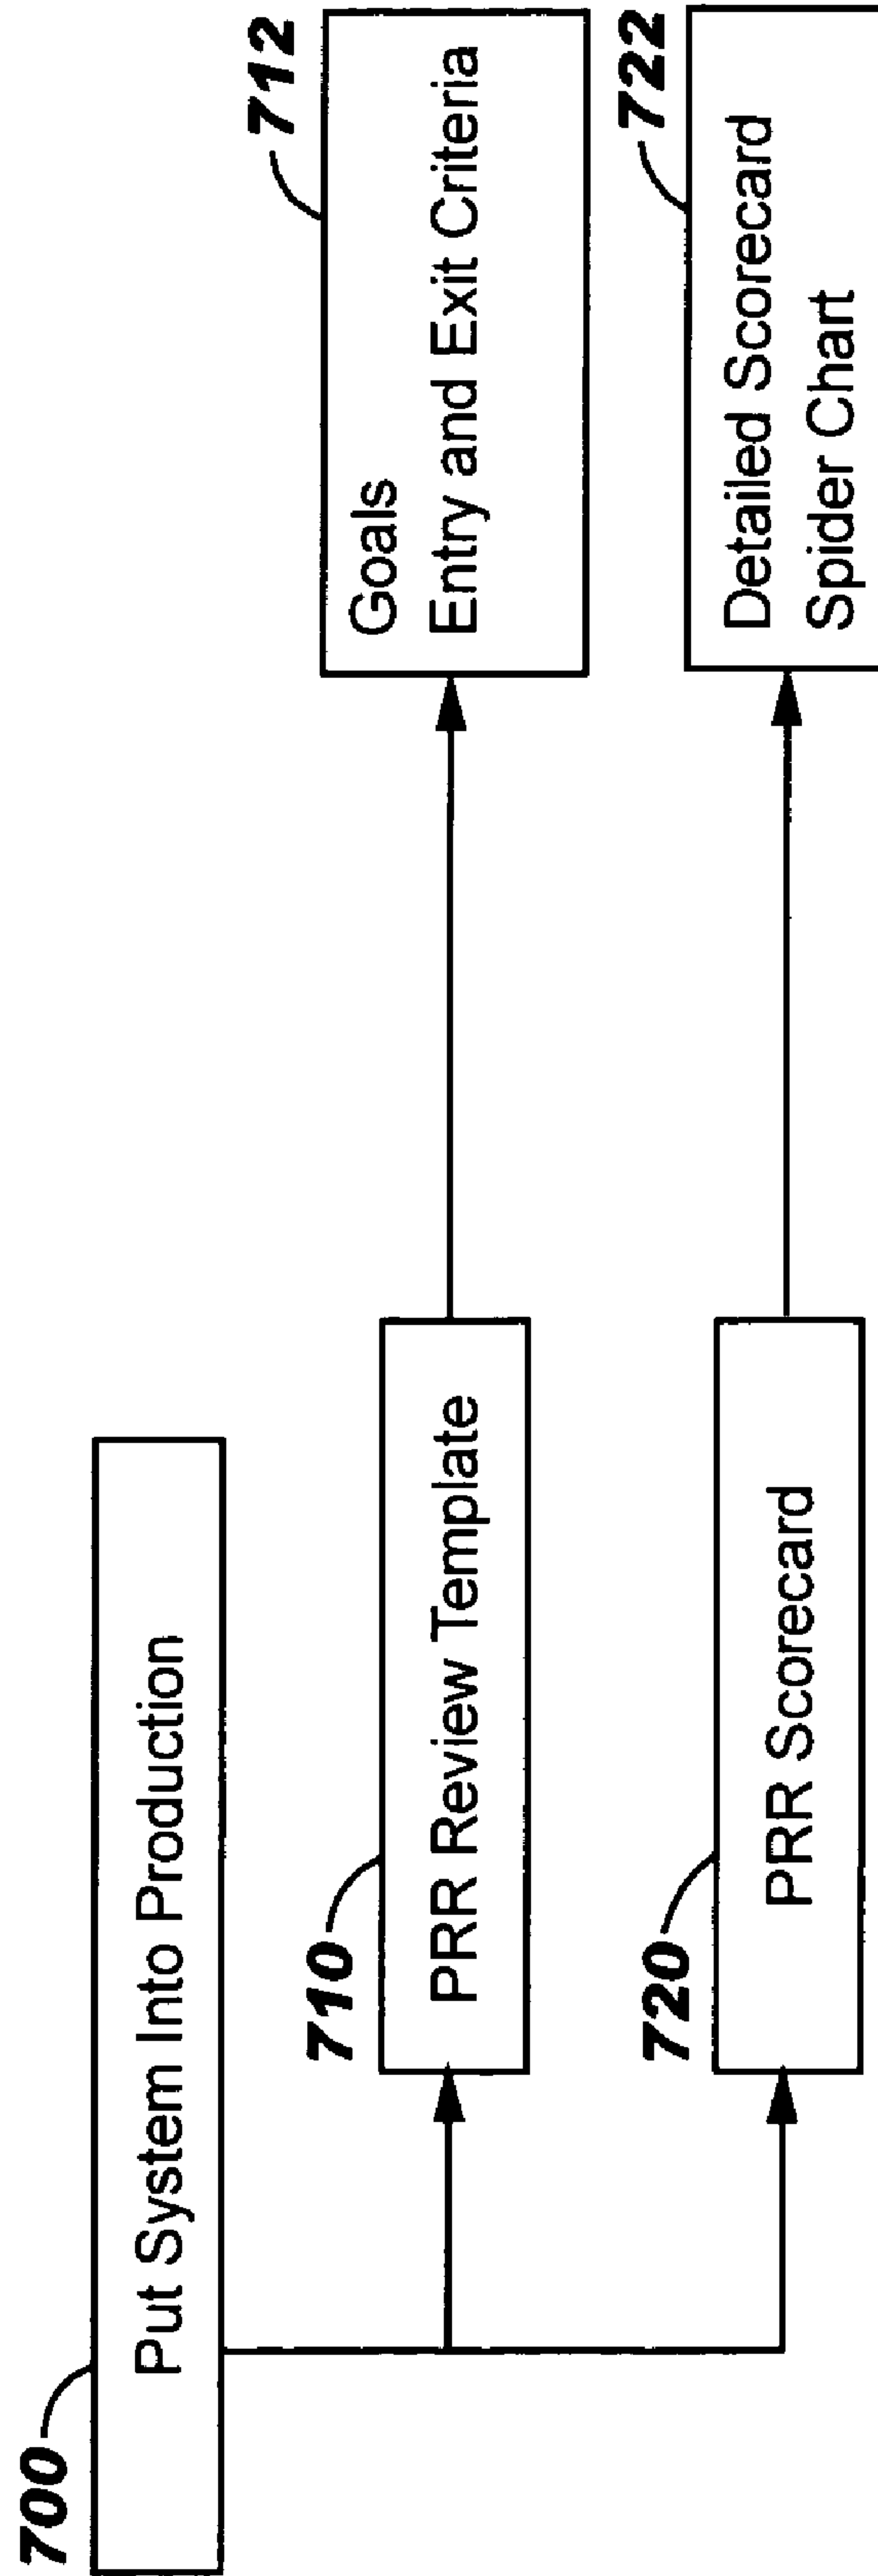 700
Put System Into Production
710
PRR Review Template
712
Goals
Entry and Exit Criteria
720
PRR Scorecard
722
Detailed Scorecard
Spider Chart